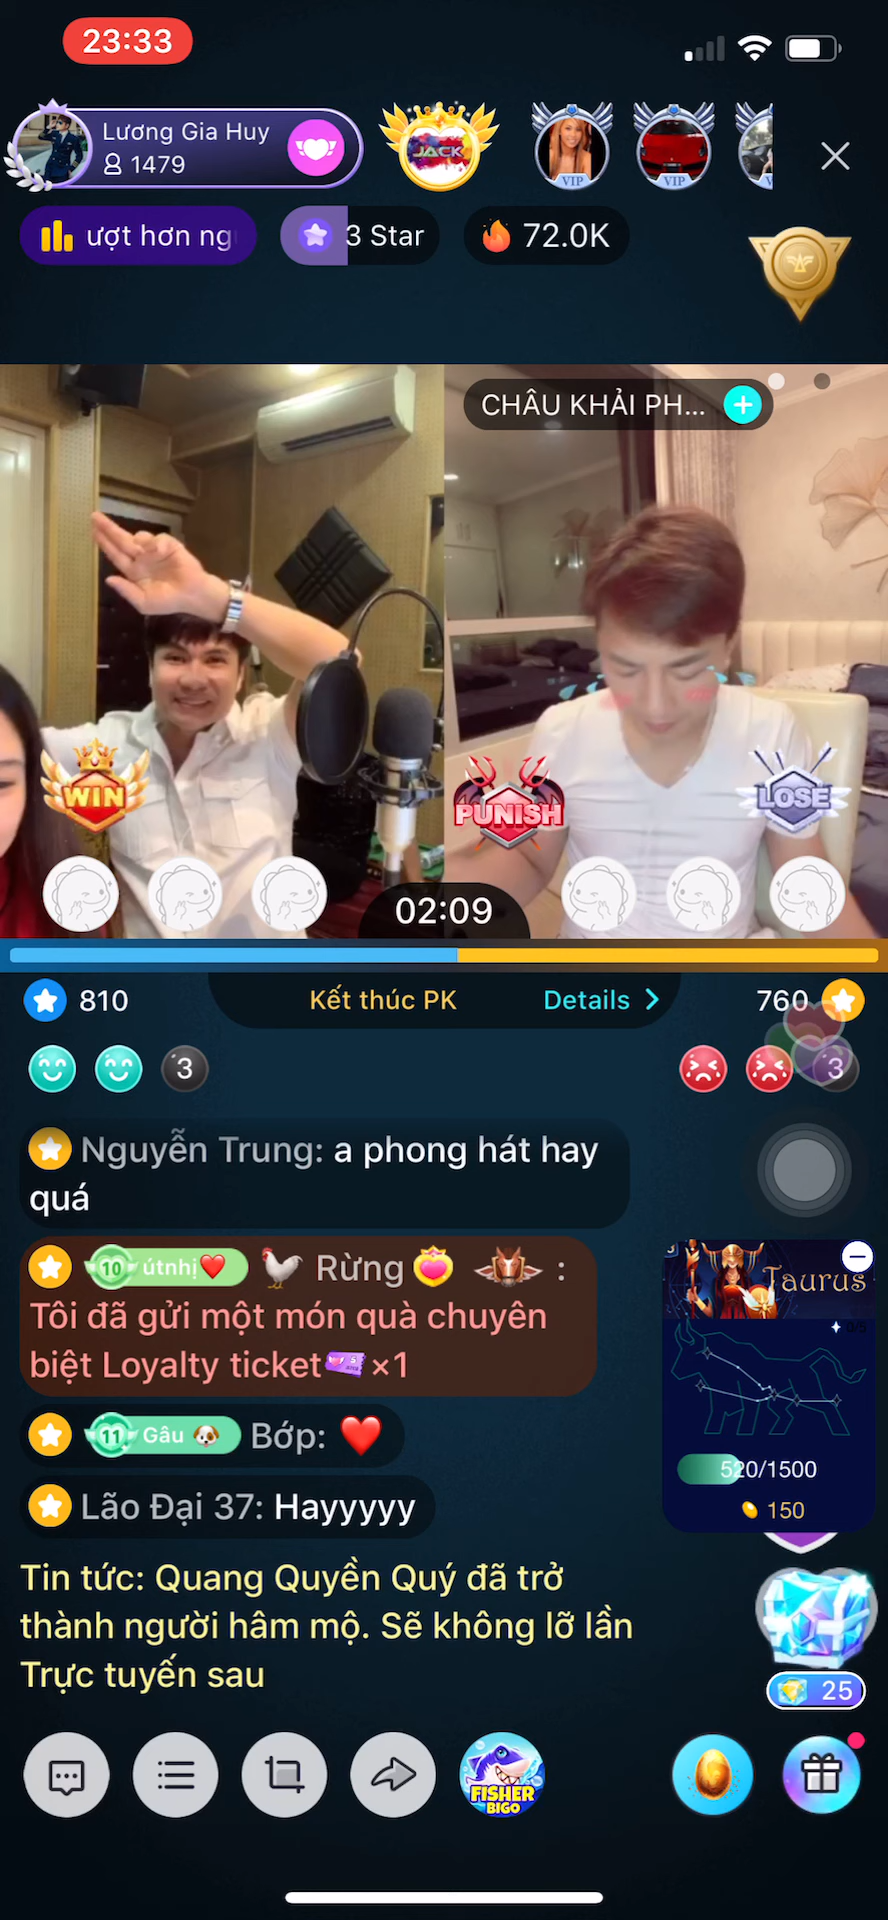 23:33
Lương Gia Huy
1479
JACK
VIP
VIP
ượt hơn ng
3 Star
72.0K
CHÂU KHẢI PH...
WIN
PUNISH
LOSE
02:09
810
Kết thúc PK
Details
760
3
3
Nguyễn Trung: a phong hát hay
quá
10 útnhị❤️ 🐓 Rừng :
Tôi đã gửi một món quà chuyên
biệt Loyalty ticket ×1
11 Gâu 🐶 Bớp: ❤️
Lão Đại 37: Hayyyyy
Tin tức: Quang Quyền Quý đã trở
thành người hâm mộ. Sẽ không lỡ lần
Trực tuyến sau
Taurus
520/1500
150
25
FISHER
BIGO